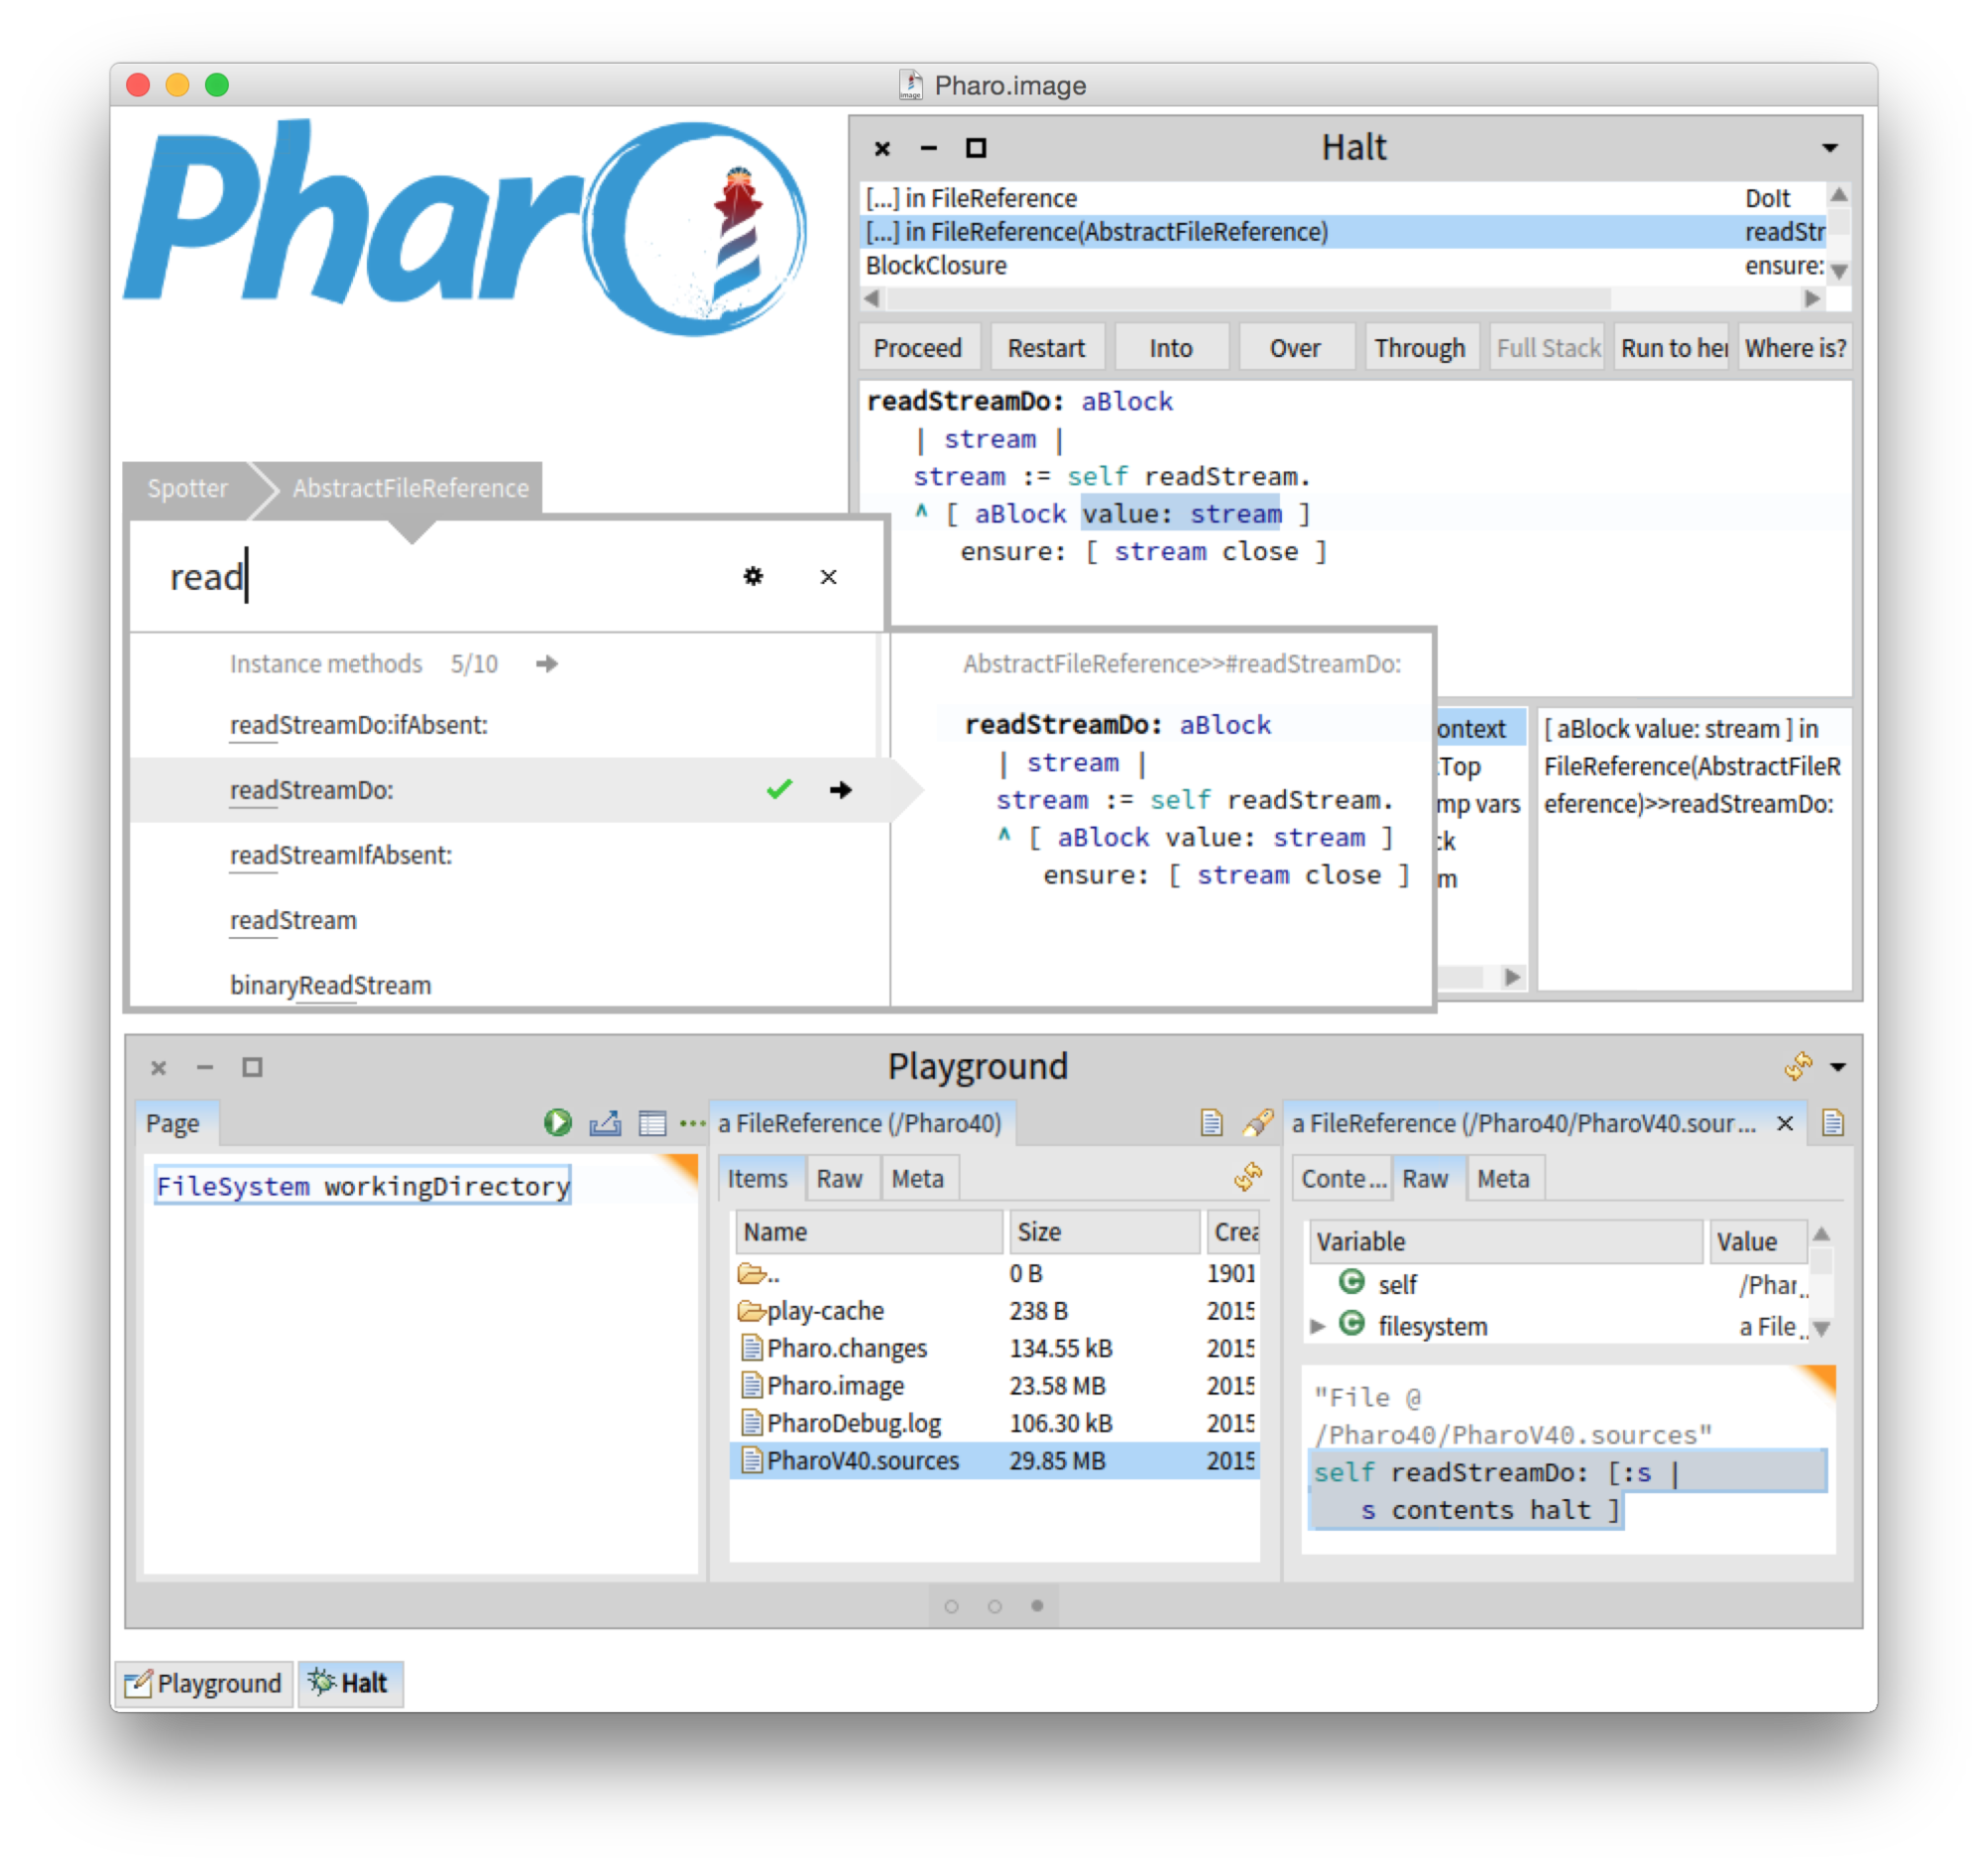 Pharo.image
Pharo
Halt
[...] in FileReference DoIt
[...] in FileReference(AbstractFileReference) readStr
BlockClosure ensure:
Proceed Restart Into Over Through Full Stack Run to her Where is?
readStreamDo: aBlock
| stream |
stream := self readStream.
^ [ aBlock value: stream ]
ensure: [ stream close ]
Spotter AbstractFileReference
read
Instance methods 5/10
readStreamDo:ifAbsent:
readStreamDo:
readStreamIfAbsent:
readStream
binaryReadStream
AbstractFileReference>>#readStreamDo:
readStreamDo: aBlock
| stream |
stream := self readStream.
^ [ aBlock value: stream ]
ensure: [ stream close ]
ontext
Top
mp vars
ck
m
[ aBlock value: stream ] in
FileReference(AbstractFileR
eference)>>readStreamDo:
Playground
Page
FileSystem workingDirectory
a FileReference (/Pharo40)
Items Raw Meta
Name Size Crea
.. 0 B 1901
play-cache 238 B 2015
Pharo.changes 134.55 kB 2015
Pharo.image 23.58 MB 2015
PharoDebug.log 106.30 kB 2015
PharoV40.sources 29.85 MB 2015
a FileReference (/Pharo40/PharoV40.sour...
Conte... Raw Meta
Variable Value
self /Phar..
filesystem a File..
"File @
/Pharo40/PharoV40.sources"
self readStreamDo: [:s |
s contents halt ]
Playground Halt